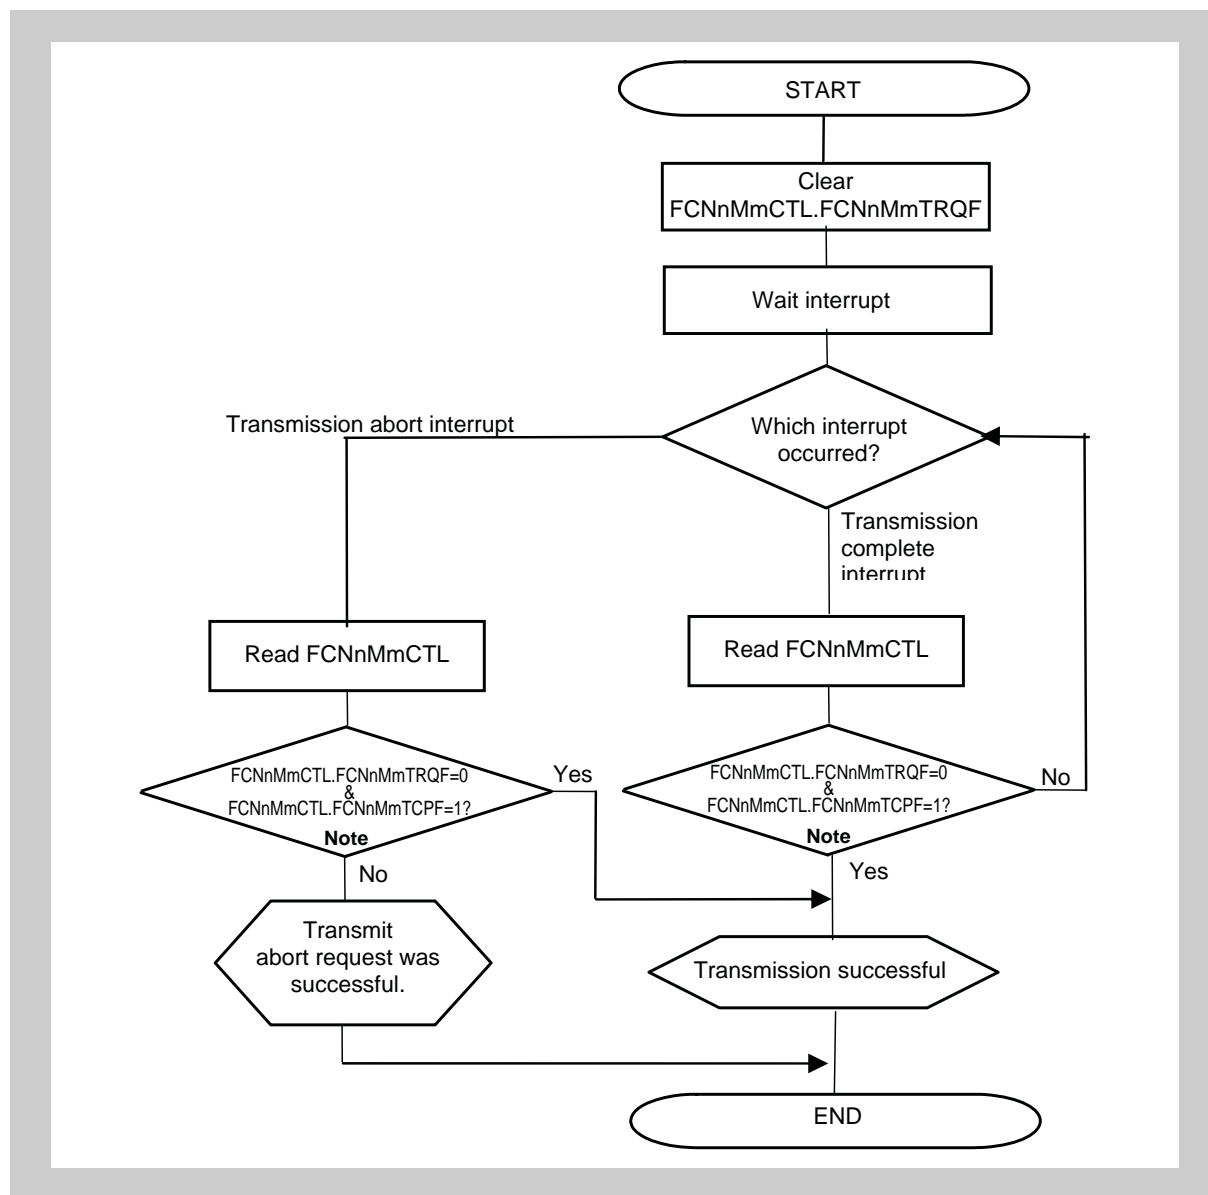 START
Clear
FCNnMmCTL.FCNnMmTRQF
Wait interrupt
Transmission abort interrupt
Which interrupt
occurred?
Transmission
complete
interrupt
Read FCNnMmCTL
Read FCNnMmCTL
FCNnMmCTL.FCNnMmTRQF=0
&
FCNnMmCTL.FCNnMmTCPF=1?
Note
Yes
FCNnMmCTL.FCNnMmTRQF=0
&
FCNnMmCTL.FCNnMmTCPF=1?
Note
No
No
Yes
Transmit
abort request was
successful.
Transmission successful
END